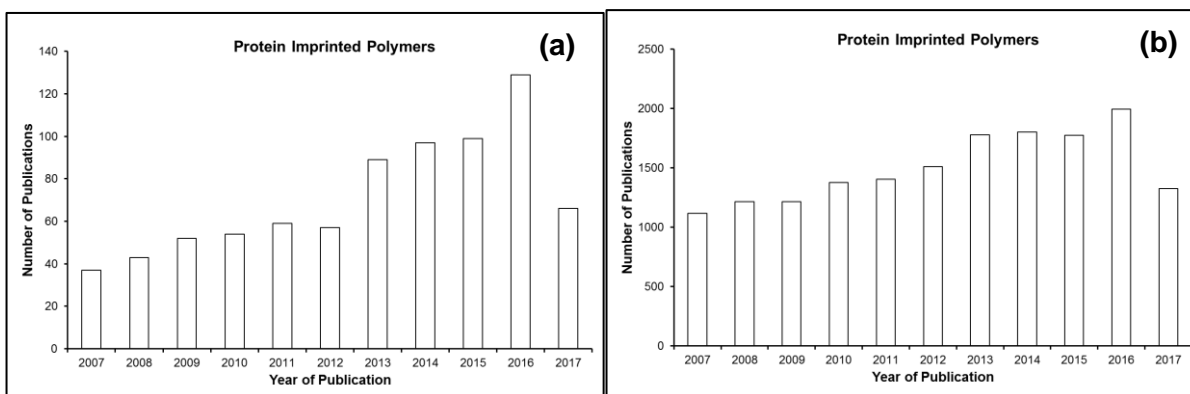 Protein Imprinted Polymers
(a)
140
120
100
80
60
40
20
0
Number of Publications
2007 2008 2009 2010 2011 2012 2013 2014 2015 2016 2017
Year of Publication
Protein Imprinted Polymers
(b)
2500
2000
1500
1000
500
0
Number of Publications
2007 2008 2009 2010 2011 2012 2013 2014 2015 2016 2017
Year of Publication